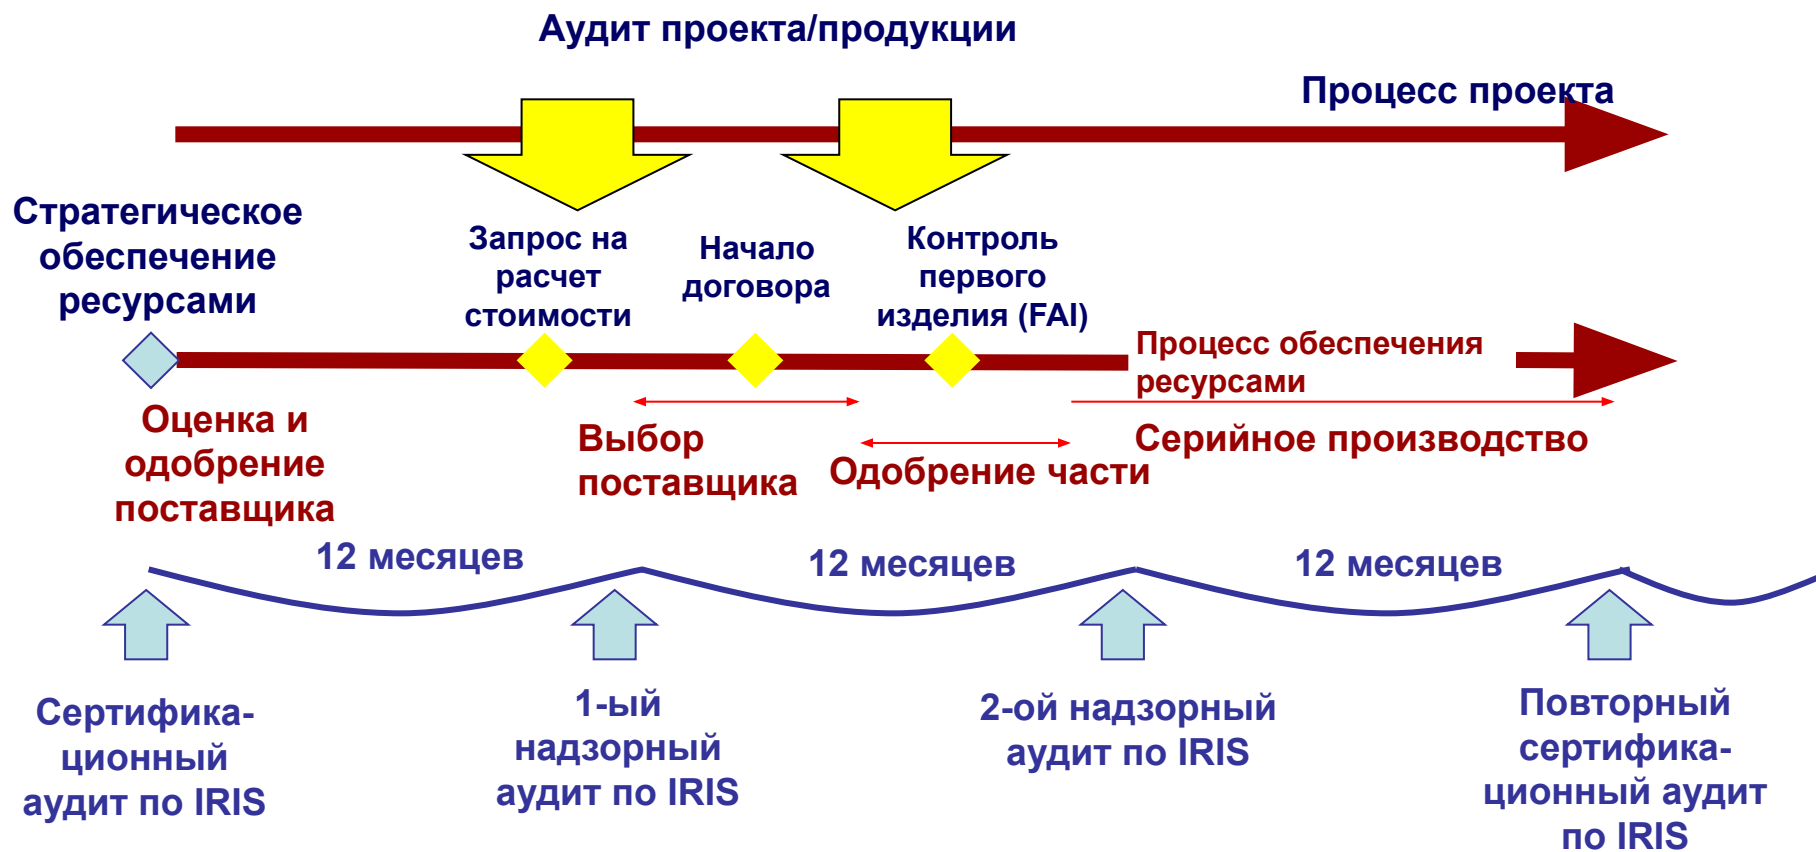 Аудит проекта/продукции
Процесс проекта
Стратегическое
обеспечение
ресурсами
Запрос на
расчет
стоимости
Начало
договора
Контроль
первого
изделия (FAI)
Процесс обеспечения
ресурсами
Оценка и
одобрение
поставщика
Выбор
поставщика
Одобрение части
Серийное производство
12 месяцев
12 месяцев
12 месяцев
Сертифика-
ционный
аудит по IRIS
1-ый
надзорный
аудит по IRIS
2-ой надзорный
аудит по IRIS
Повторный
сертифика-
ционный аудит
по IRIS